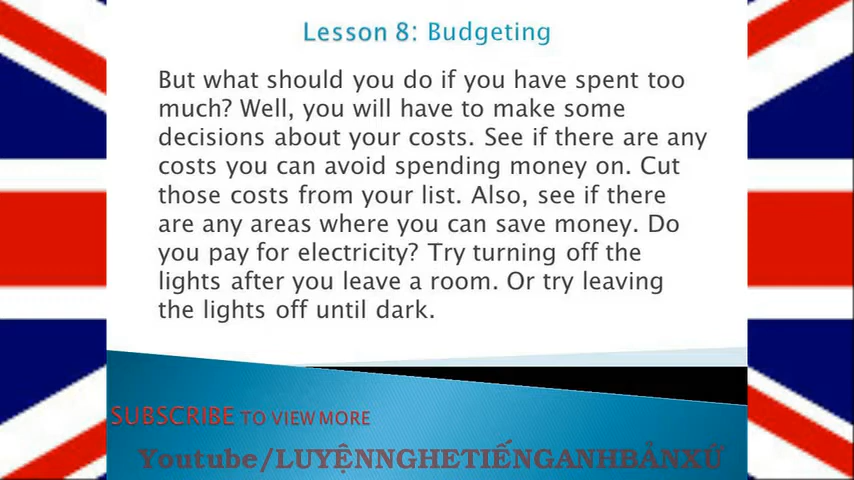 Lesson 8: Budgeting
But what should you do if you have spent too
much? Well, you will have to make some
decisions about your costs. See if there are any
costs you can avoid spending money on. Cut
those costs from your list. Also, see if there
are any areas where you can save money. Do
you pay for electricity? Try turning off the
lights after you leave a room. Or try leaving
the lights off until dark.
SUBSCRIBE TO VIEW MORE
Youtube/LUYỆNNGHETIẾNGANHBẢNXỨ